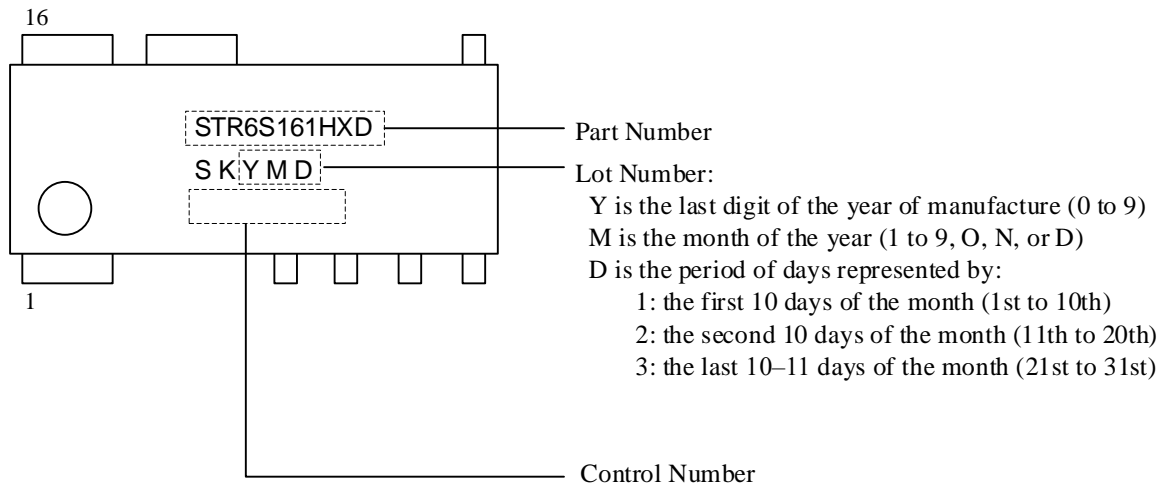 16
STR6S161HXD
Part Number
S K Y M D
Lot Number:
Y is the last digit of the year of manufacture (0 to 9)
M is the month of the year (1 to 9, O, N, or D)
D is the period of days represented by:
1: the first 10 days of the month (1st to 10th)
2: the second 10 days of the month (11th to 20th)
3: the last 10–11 days of the month (21st to 31st)
1
Control Number